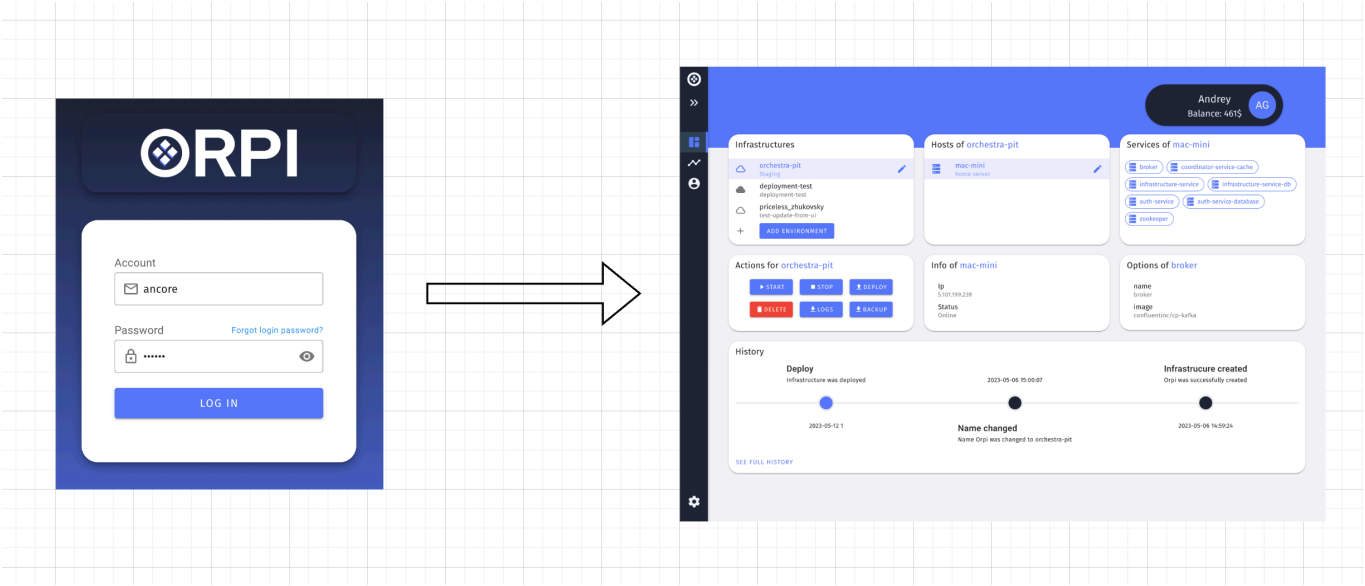 ORPI
Account
ancore
Password Forgot login password?
••••••
LOG IN
Andrey
Balance: 461$
AG
Infrastructures
orchestra-pit
Staging
deployment-test
deployment-test
priceless_zhukovsky
test-update-from-ui
ADD ENVIRONMENT
Hosts of orchestra-pit
mac-mini
home server
Services of mac-mini
broker coordinator-service-cache
infrastructure-service infrastructure-service-db
auth-service auth-service-database
zookeeper
Actions for orchestra-pit
START STOP DEPLOY
DELETE LOGS BACKUP
Info of mac-mini
Ip
5.101.199.239
Status
Online
Options of broker
name
broker
image
confluentinc/cp-kafka
History
Deploy
Infrastructure was deployed
2023-05-12 1
2023-05-06 15:00:07
Name changed
Name Orpi was changed to orchestra-pit
Infrastrucure created
Orpi was successfully created
2023-05-06 14:59:24
SEE FULL HISTORY